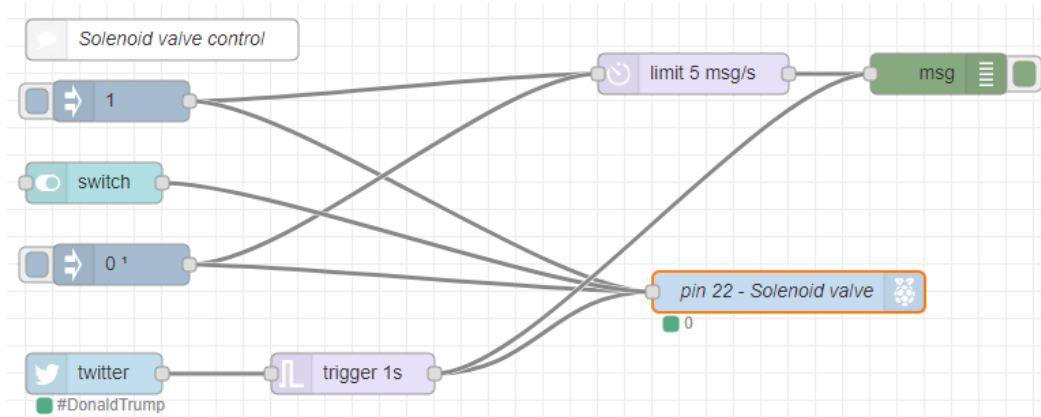 Solenoid valve control
limit 5 msg/s
msg
1
switch
0 ¹
pin 22 - Solenoid valve
0
twitter
trigger 1s
#DonaldTrump